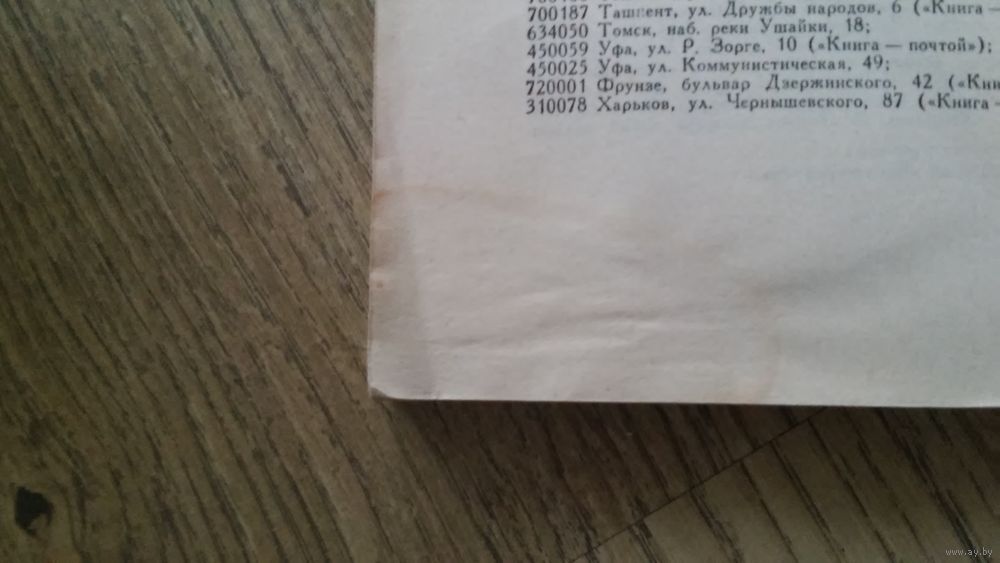 700187 Ташкент, ул. Дружбы народов, 6 («Книга —
634050 Томск, наб. реки Ушайки, 18;
450059 Уфа, ул. Р. Зорге, 10 («Книга — почтой»);
450025 Уфа, ул. Коммунистическая, 49;
720001 Фрунзе, бульвар Дзержинского, 42 («Кни
310078 Харьков, ул. Чернышевского, 87 («Книга —
www.ay.by